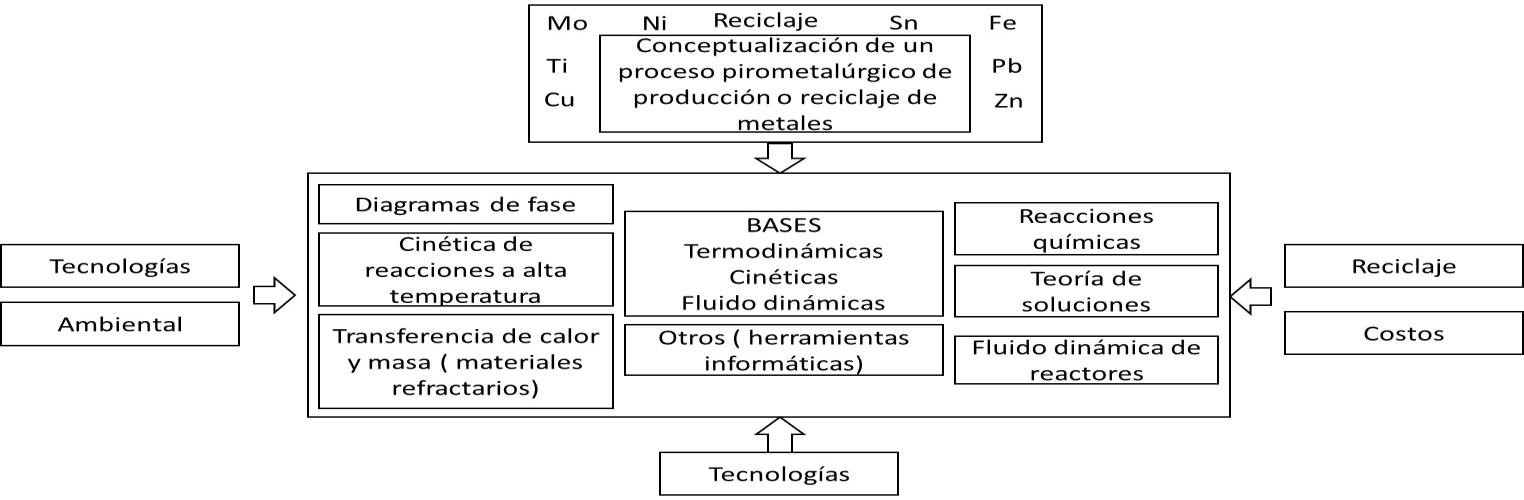 Mo Ni Reciclaje Sn Fe
Conceptualización de un
Ti proceso pirometalúrgico de Pb
Cu producción o reciclaje de Zn
metales
Diagramas de fase
Cinética de
reacciones a alta
temperatura
Transferencia de calor
y masa ( materiales
refractarios)
BASES
Termodinámicas
Cinéticas
Fluido dinámicas
Otros ( herramientas
informáticas)
Reacciones
químicas
Teoría de
soluciones
Fluido dinámica de
reactores
Tecnologías
Ambiental
Reciclaje
Costos
Tecnologías